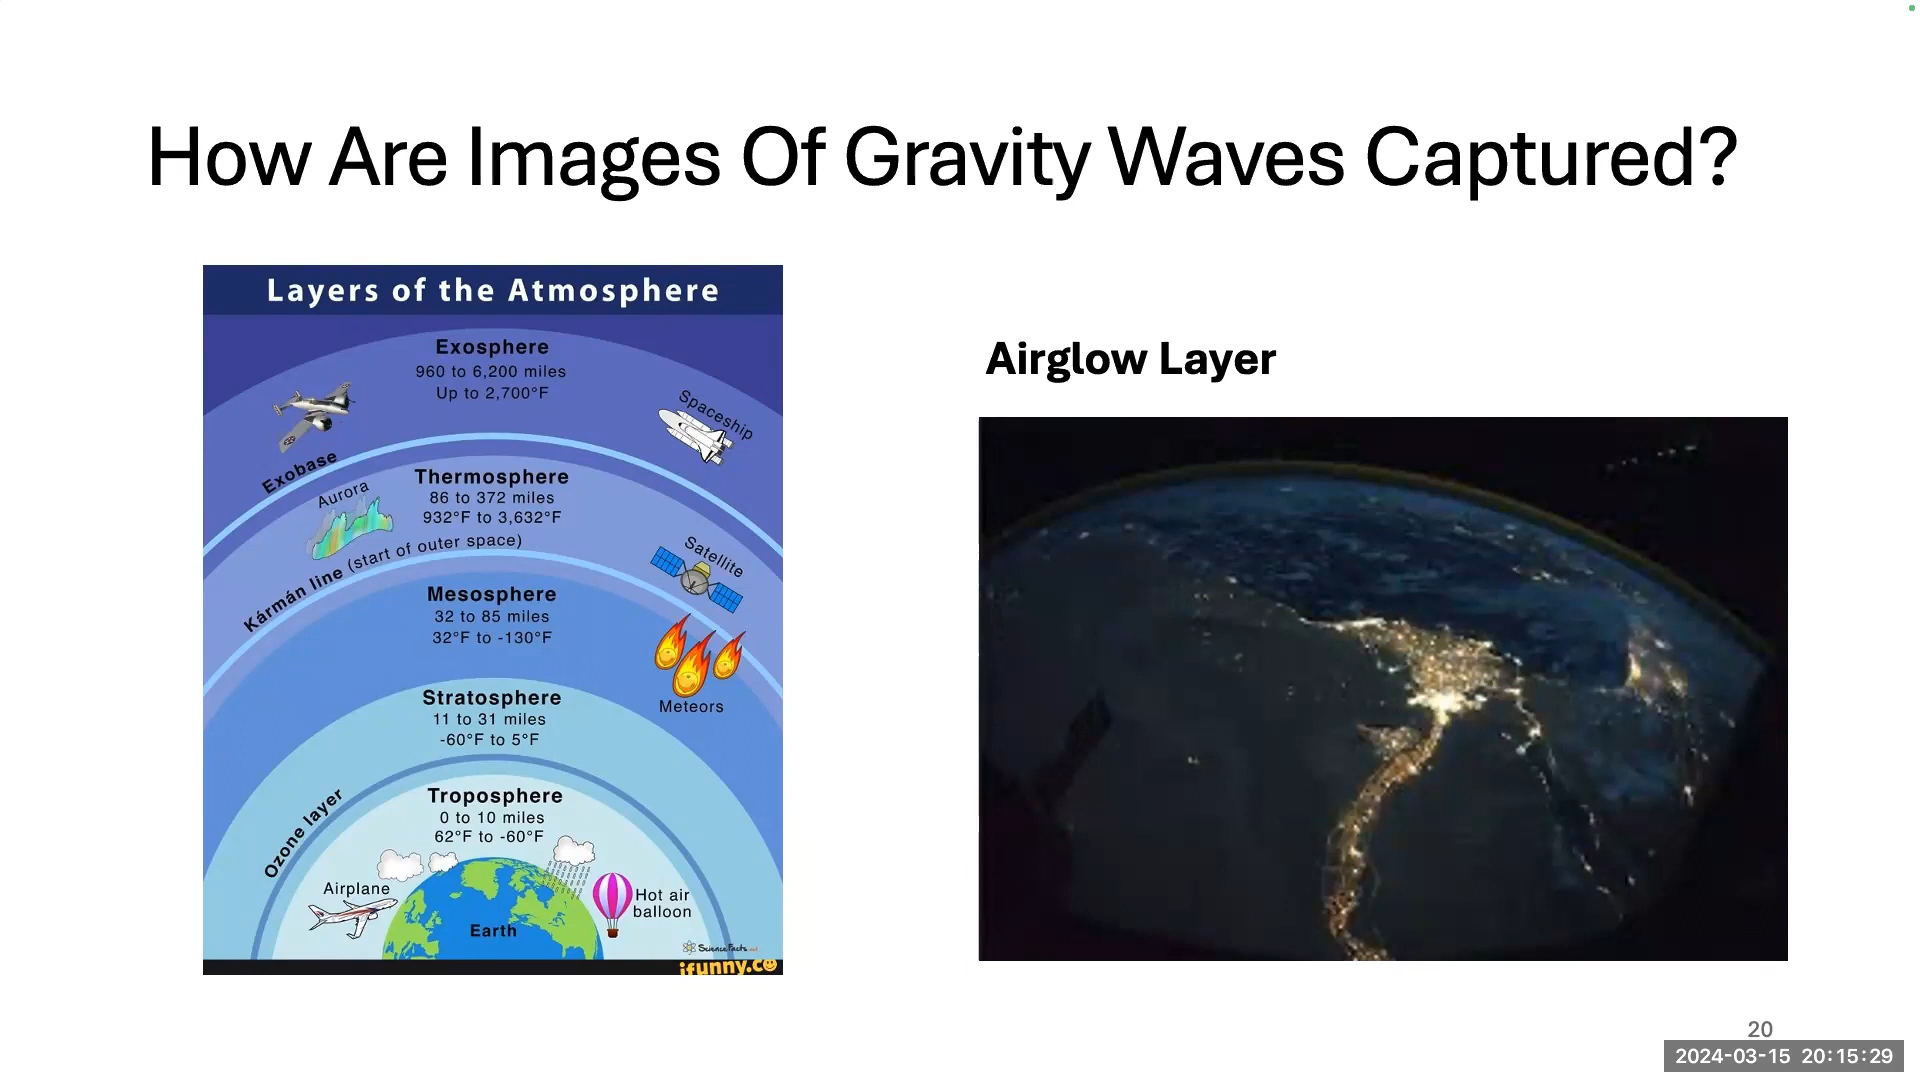 How Are Images Of Gravity Waves Captured?
Layers of the Atmosphere
Exosphere
960 to 6,200 miles
Up to 2,700°F
Spaceship
Exobase
Thermosphere
86 to 372 miles
932°F to 3,632°F
Aurora
Kármán line (start of outer space)
Satellite
Mesosphere
32 to 85 miles
32°F to -130°F
Meteors
Stratosphere
11 to 31 miles
-60°F to 5°F
Ozone layer
Troposphere
0 to 10 miles
62°F to -60°F
Airplane
Hot air
balloon
Earth
ScienceFacts.net
ifunny.co
Airglow Layer
20
2024-03-15 20:15:29